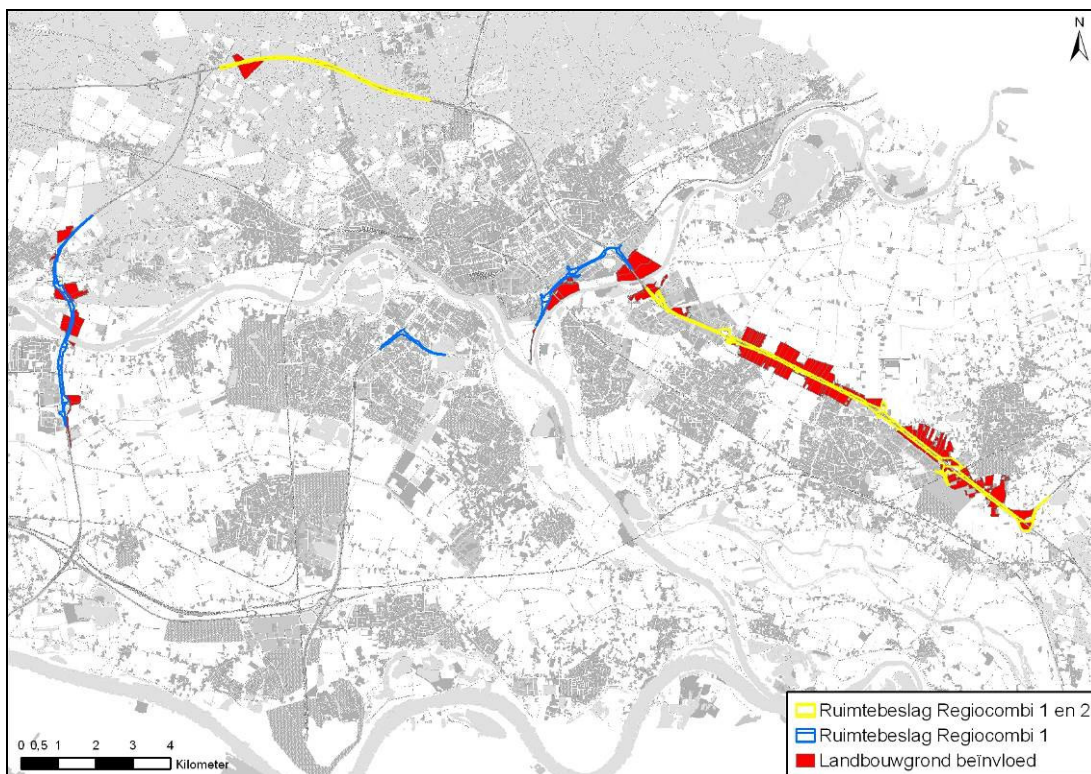 N
Ruimtebeslag Regiocombi 1 en 2
Ruimtebeslag Regiocombi 1
Landbouwgrond beïnvloed
0 0,5 1 2 3 4
Kilometer